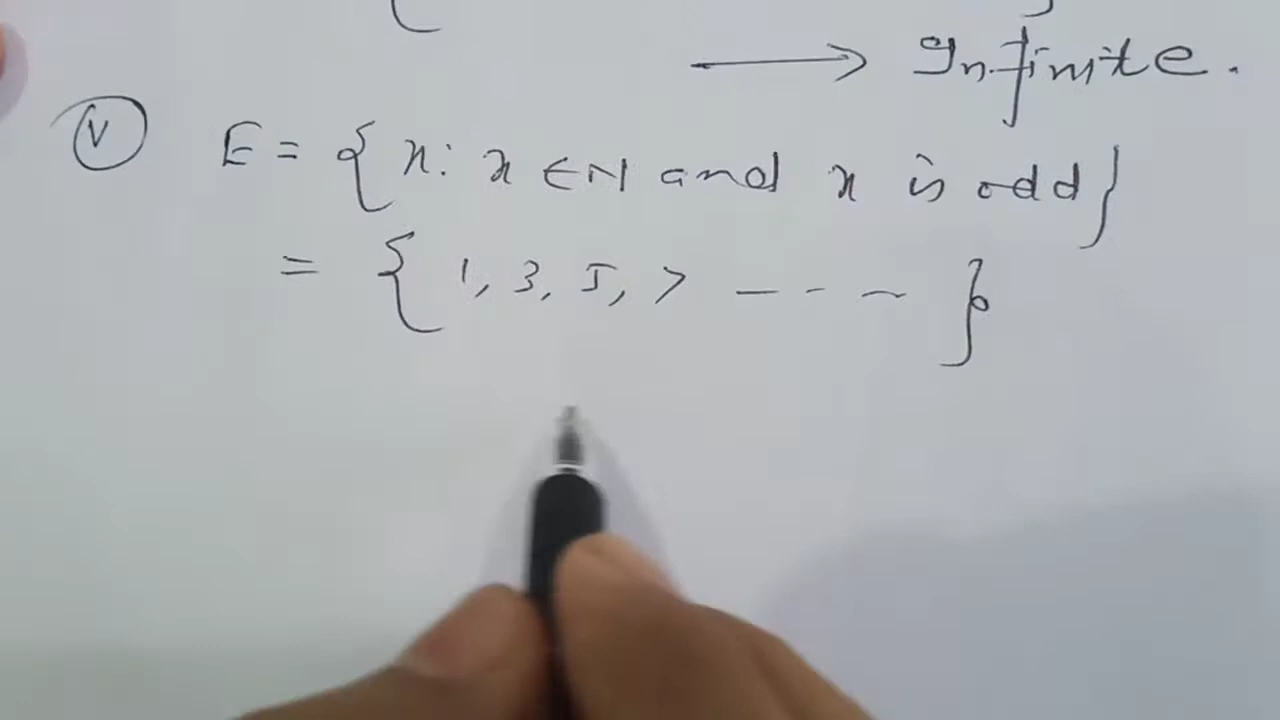 → Infinite.
(V) E = { x : x ∈ N and x is odd }
= { 1, 3, 5, 7 - - - }